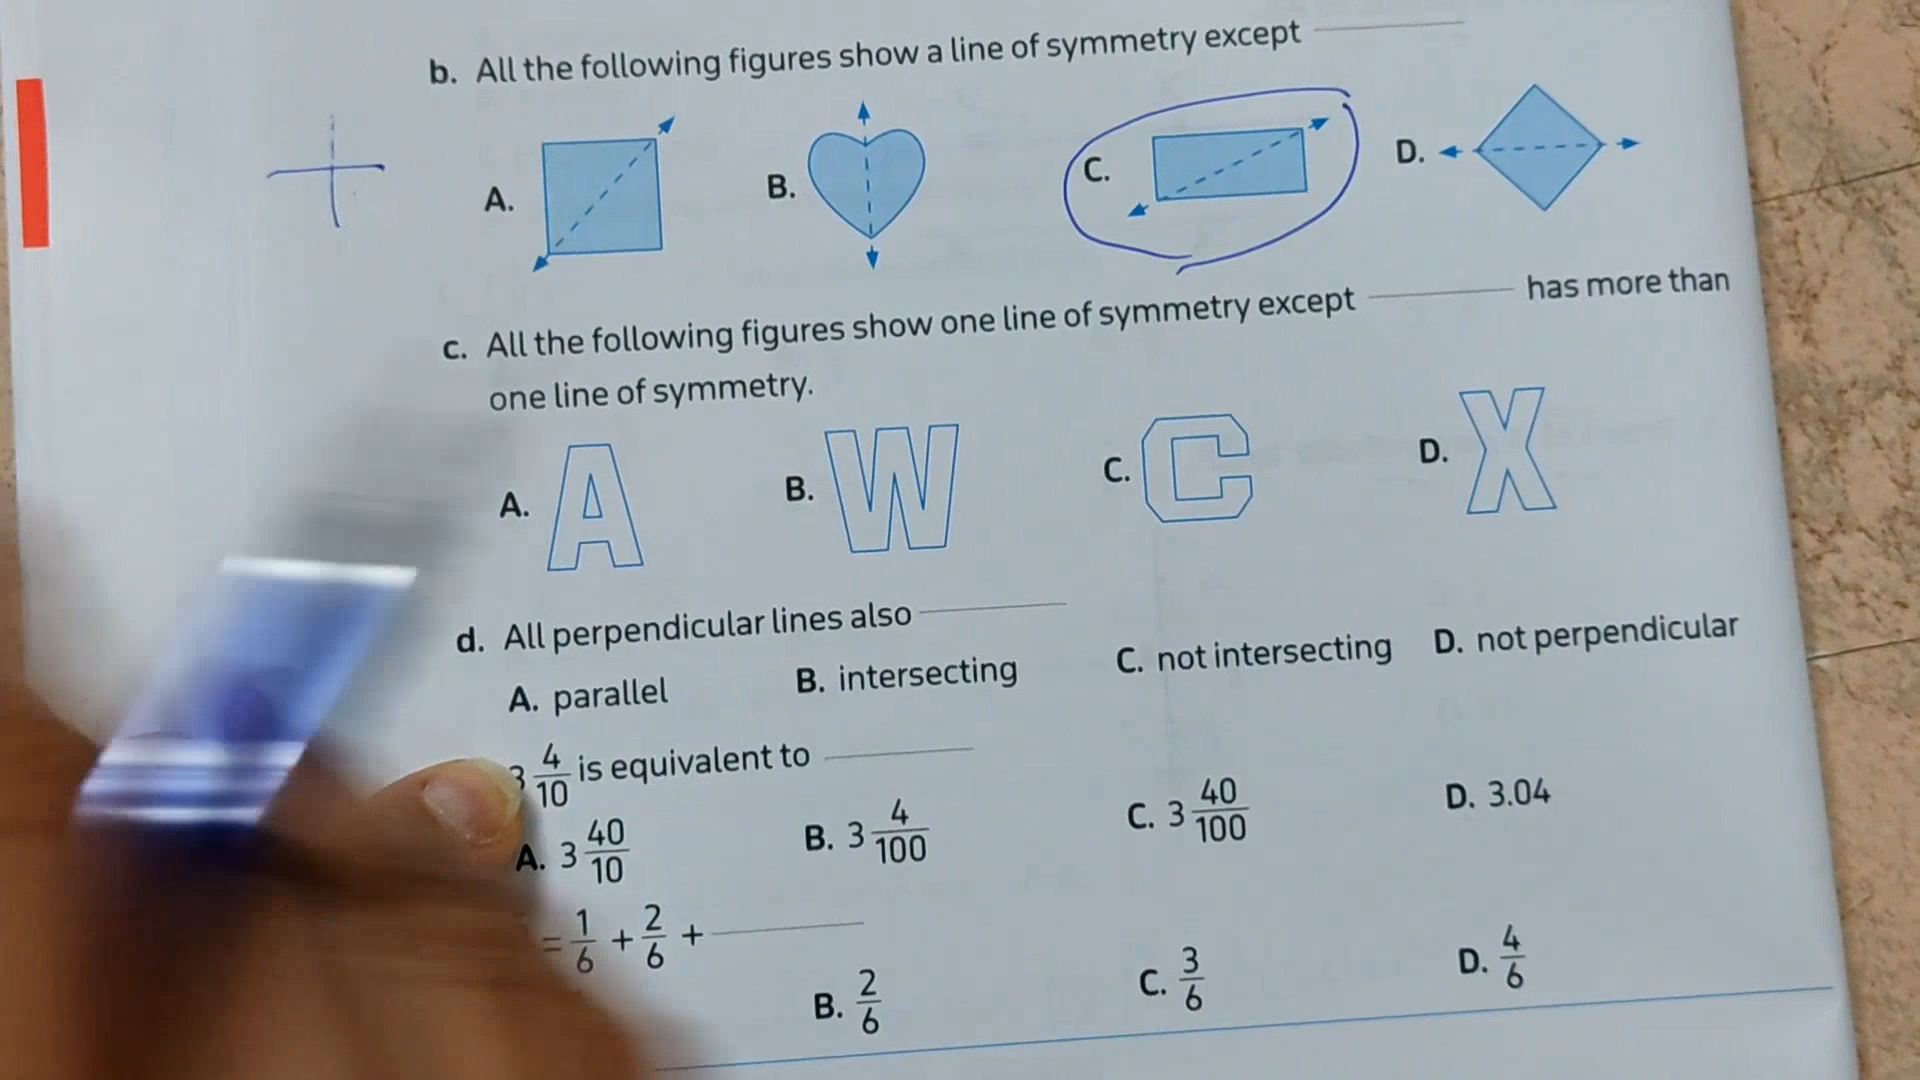 b. All the following figures show a line of symmetry except
A. B. C. D.
c. All the following figures show one line of symmetry except has more than
one line of symmetry.
A. A B. W C. C D. X
d. All perpendicular lines also
A. parallel B. intersecting C. not intersecting D. not perpendicular
3 4/10 is equivalent to
A. 3 40/10 B. 3 4/100 C. 3 40/100 D. 3.04
= 1/6 + 2/6 +
B. 2/6 C. 3/6 D. 4/6